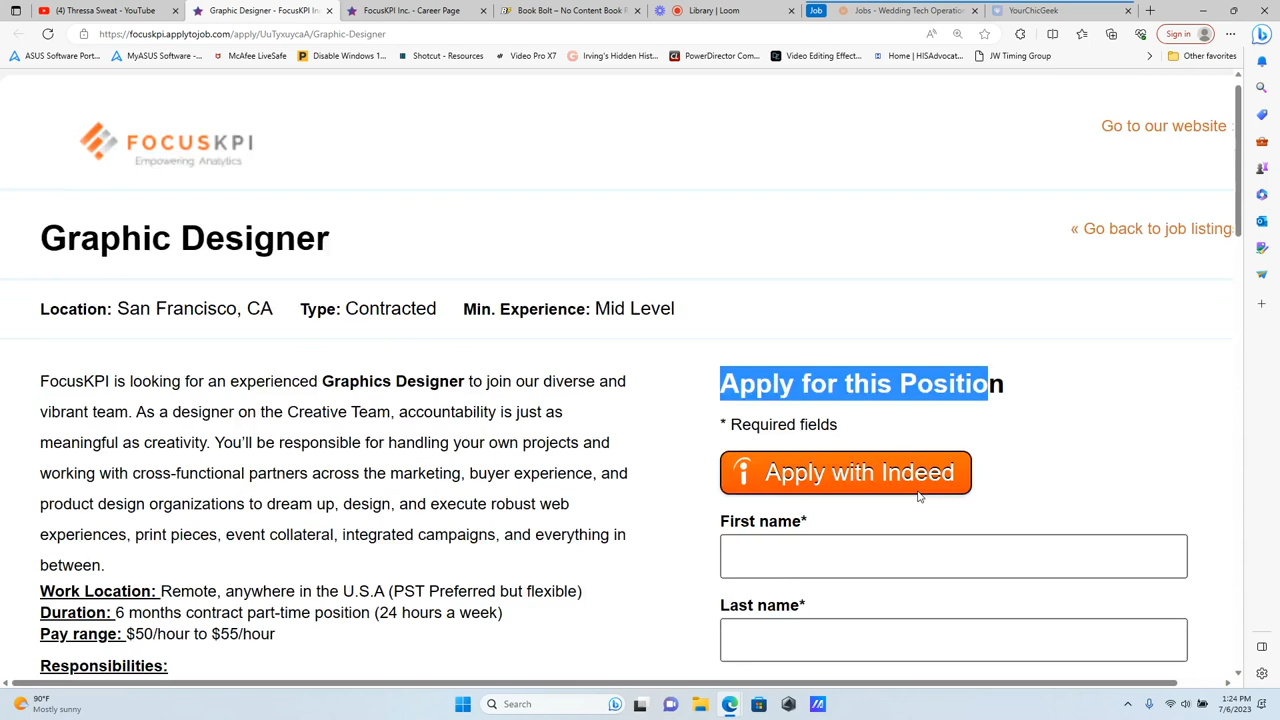 (4) Thressa Sweat - YouTube
Graphic Designer - FocusKPI Inc.
FocusKPI Inc. - Career Page
Book Bolt – No Content Book R
Library | Loom
Job
Jobs - Wedding Tech Operation
YourChicGeek
https://focuskpi.applytojob.com/apply/UuTyxuycaA/Graphic-Designer
Sign in
ASUS Software Port...
MyASUS Software -...
McAfee LiveSafe
Shotcut - Resources
Disable Windows 1...
Video Pro X7
Irving's Hidden Hist...
PowerDirector Com...
Video Editing Effect...
Home | HISAdvocat...
JW Timing Group
Other favorites
FOCUSKPI
Empowering Analytics
Go to our website
Graphic Designer
« Go back to job listing
Location: San Francisco, CA Type: Contracted Min. Experience: Mid Level
FocusKPI is looking for an experienced Graphics Designer to join our diverse and
vibrant team. As a designer on the Creative Team, accountability is just as
meaningful as creativity. You’ll be responsible for handling your own projects and
working with cross-functional partners across the marketing, buyer experience, and
product design organizations to dream up, design, and execute robust web
experiences, print pieces, event collateral, integrated campaigns, and everything in
between.
Work Location: Remote, anywhere in the U.S.A (PST Preferred but flexible)
Duration: 6 months contract part-time position (24 hours a week)
Pay range: $50/hour to $55/hour
Responsibilities:
Apply for this Position
* Required fields
Apply with Indeed
First name*
Last name*
90°F
Mostly sunny
Search
1:24 PM
7/6/2023